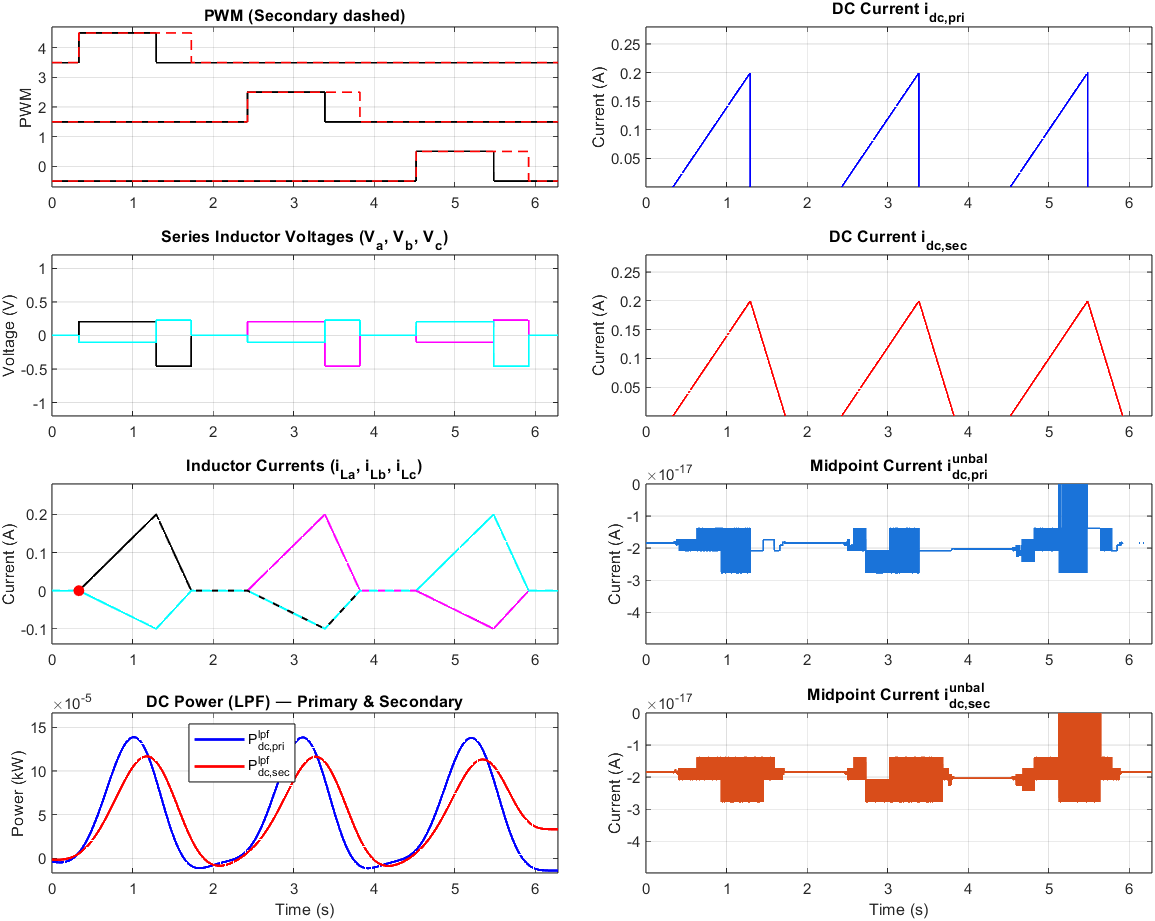 PWM (Secondary dashed)
PWM
4
3
2
1
0
0 1 2 3 4 5 6
DC Current i_dc,pri
Current (A)
0.25
0.2
0.15
0.1
0.05
0 1 2 3 4 5 6
Series Inductor Voltages (V_a, V_b, V_c)
Voltage (V)
1
0.5
0
-0.5
-1
0 1 2 3 4 5 6
DC Current i_dc,sec
Current (A)
0.25
0.2
0.15
0.1
0.05
0 1 2 3 4 5 6
Inductor Currents (i_La, i_Lb, i_Lc)
Current (A)
0.2
0.1
0
-0.1
0 1 2 3 4 5 6
Midpoint Current i_dc,pri^unbal
×10^-17
Current (A)
0
-1
-2
-3
-4
0 1 2 3 4 5 6
DC Power (LPF) — Primary & Secondary
×10^-5
Power (kW)
15
10
5
0
P_dc,pri^lpf
P_dc,sec^lpf
0 1 2 3 4 5 6
Time (s)
Midpoint Current i_dc,sec^unbal
×10^-17
Current (A)
0
-1
-2
-3
-4
0 1 2 3 4 5 6
Time (s)